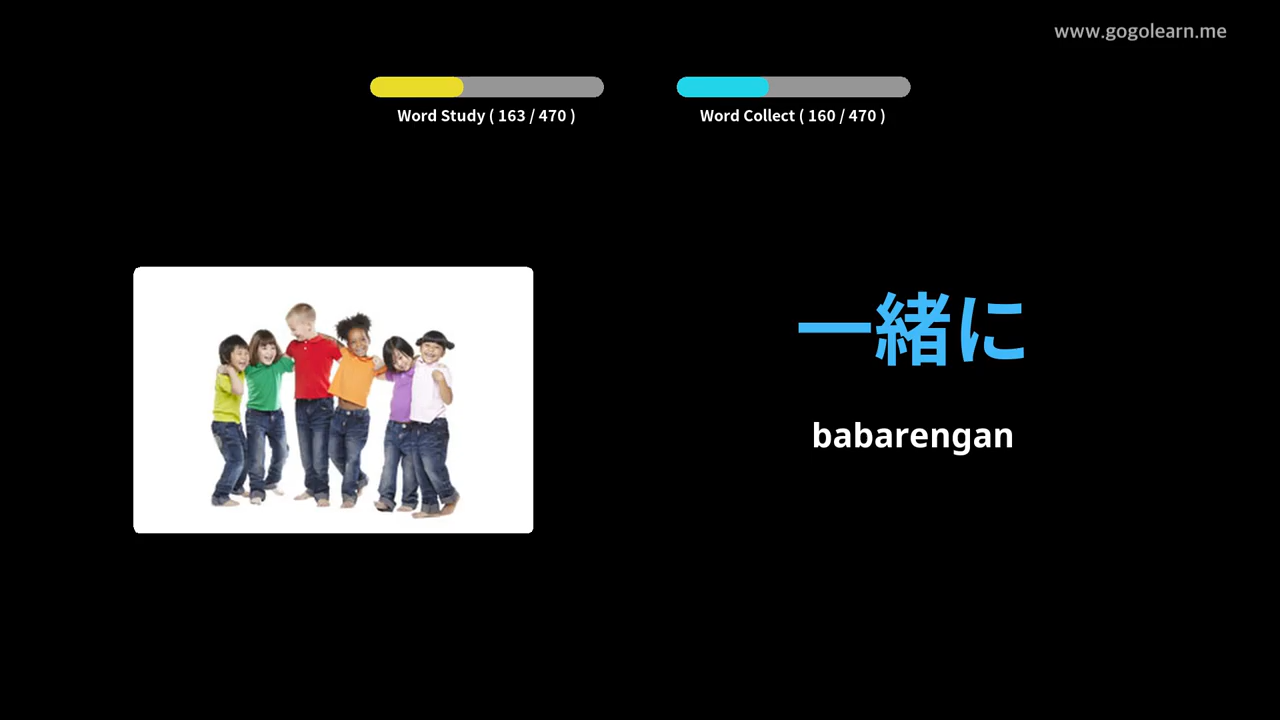 www.gogolearn.me
Word Study ( 163 / 470 )
Word Collect ( 160 / 470 )
一緒に
babarengan